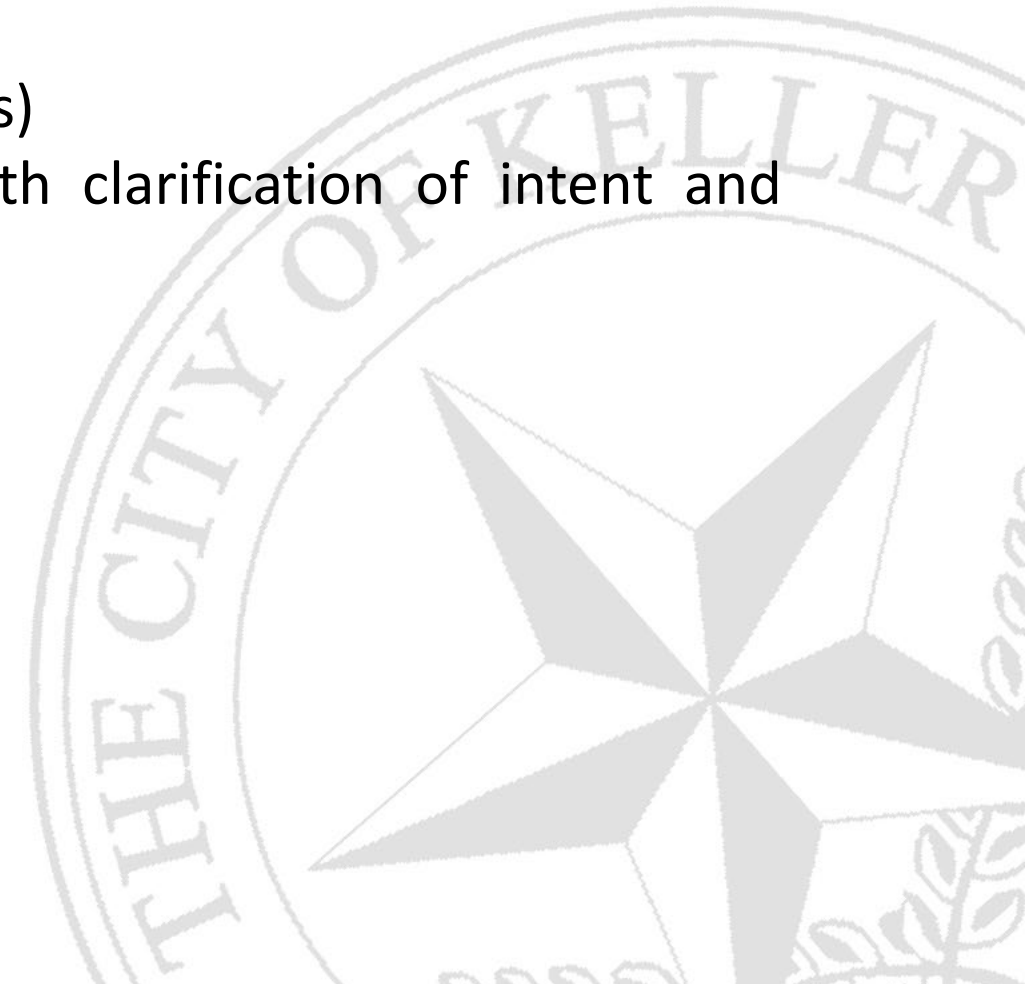 s)
th clarification of intent and
THE CITY OF KELLER